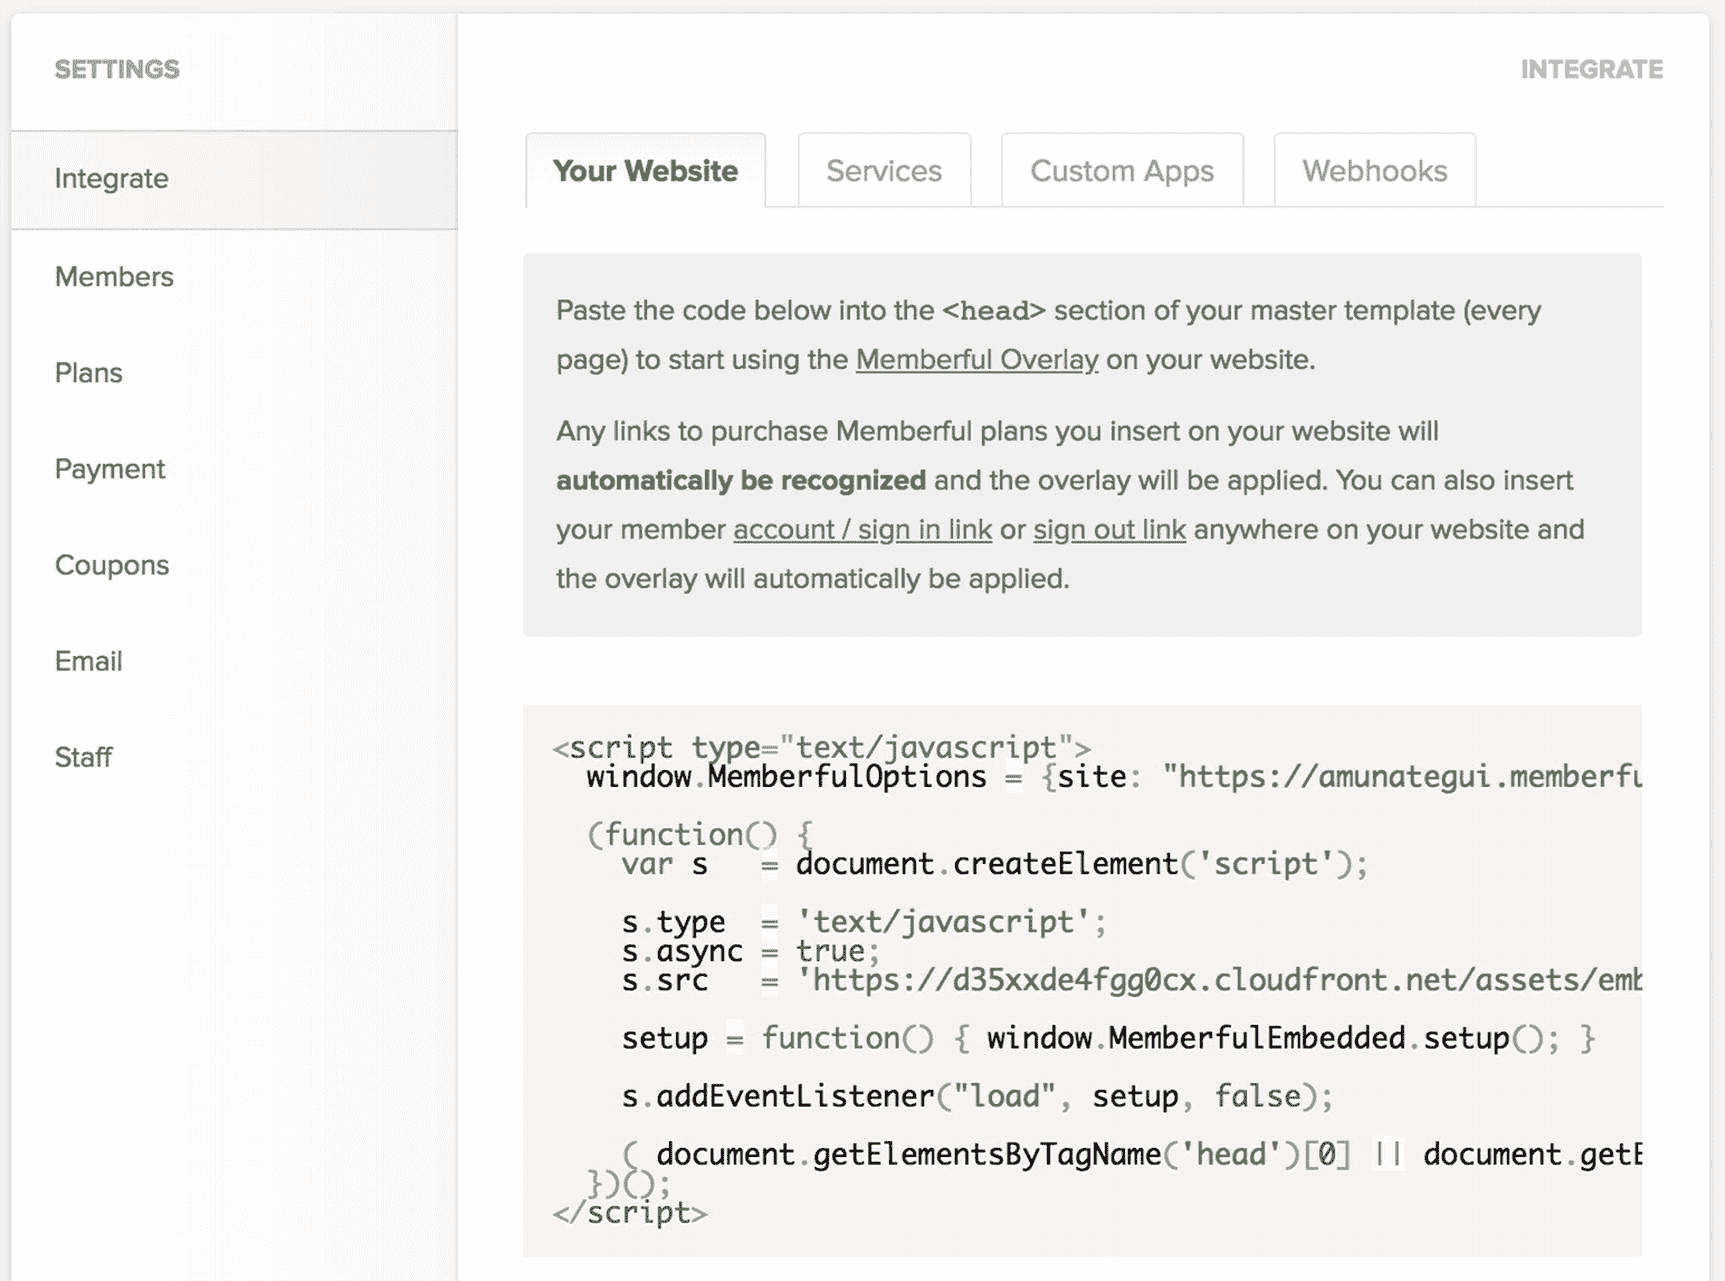 SETTINGS
INTEGRATE
Integrate
Members
Plans
Payment
Coupons
Email
Staff
Your Website
Services
Custom Apps
Webhooks
Paste the code below into the <head> section of your master template (every
page) to start using the Memberful Overlay on your website.
Any links to purchase Memberful plans you insert on your website will
automatically be recognized and the overlay will be applied. You can also insert
your member account / sign in link or sign out link anywhere on your website and
the overlay will automatically be applied.
<script type="text/javascript">
window.MemberfulOptions = {site: "https://amunategui.memberfu
(function() {
var s = document.createElement('script');
s.type = 'text/javascript';
s.async = true;
s.src = 'https://d35xxde4fgg0cx.cloudfront.net/assets/emb
setup = function() { window.MemberfulEmbedded.setup(); }
s.addEventListener("load", setup, false);
( document.getElementsByTagName('head')[0] || document.getE
})();
</script>